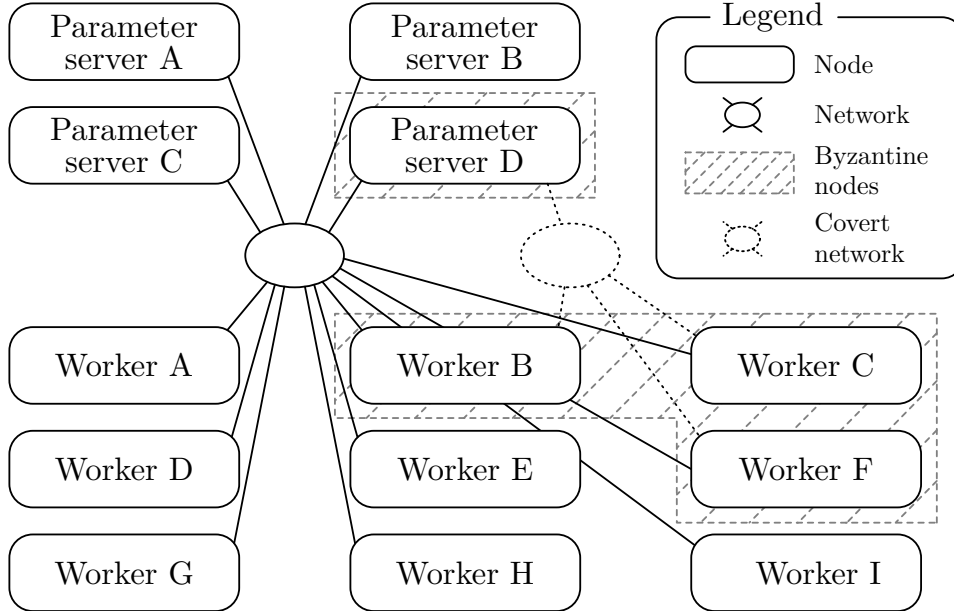 Parameter
server A
Parameter
server B
Legend
Node
Network
Byzantine
nodes
Covert
network
Parameter
server C
Parameter
server D
Worker A
Worker B
Worker C
Worker D
Worker E
Worker F
Worker G
Worker H
Worker I